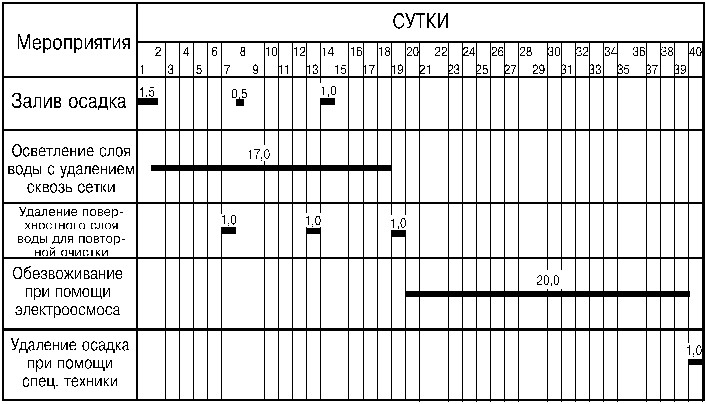 Мероприятия
СУТКИ
2 4 6 8 10 12 14 16 18 20 22 24 26 28 30 32 34 36 38 40
1 3 5 7 9 11 13 15 17 19 21 23 25 27 29 31 33 35 37 39
Залив осадка
1,5 0,5 1,0
Осветление слоя
воды с удалением
сквозь сетки
17,0
Удаление повер-
хностного слоя
воды для повтор-
ной очистки
1,0 1,0 1,0
Обезвоживание
при помощи
электроосмоса
20,0
Удаление осадка
при помощи
спец. техники
1,0